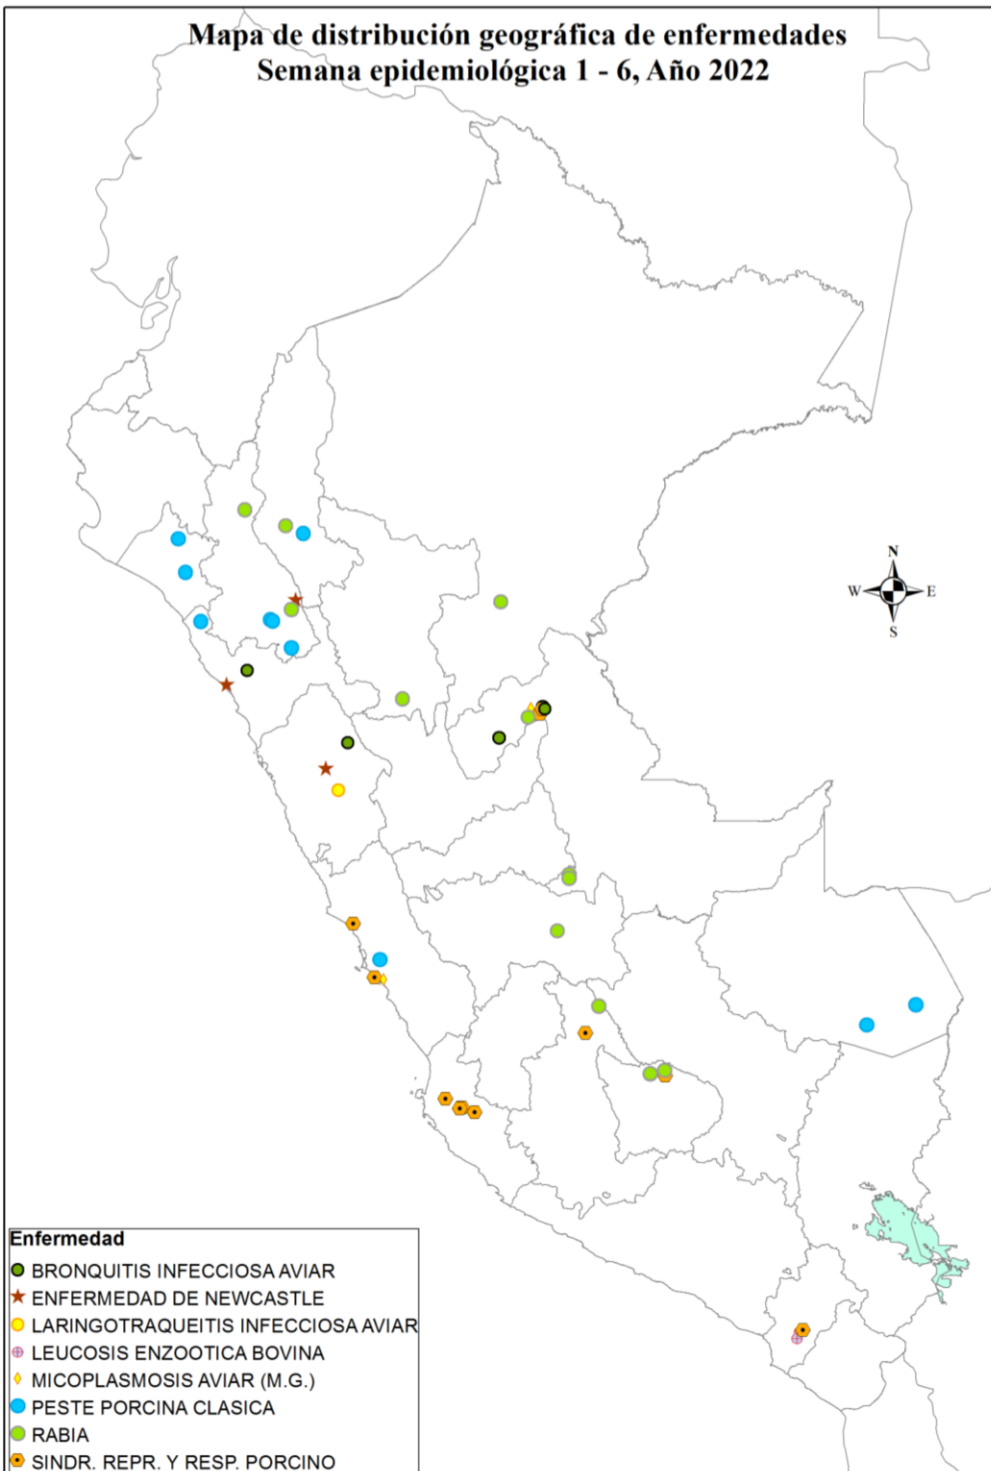 Mapa de distribución geográfica de enfermedades
Semana epidemiológica 1 - 6, Año 2022
N
W E
S
Enfermedad
BRONQUITIS INFECCIOSA AVIAR
ENFERMEDAD DE NEWCASTLE
LARINGOTRAQUEITIS INFECCIOSA AVIAR
LEUCOSIS ENZOOTICA BOVINA
MICOPLASMOSIS AVIAR (M.G.)
PESTE PORCINA CLASICA
RABIA
SINDR. REPR. Y RESP. PORCINO